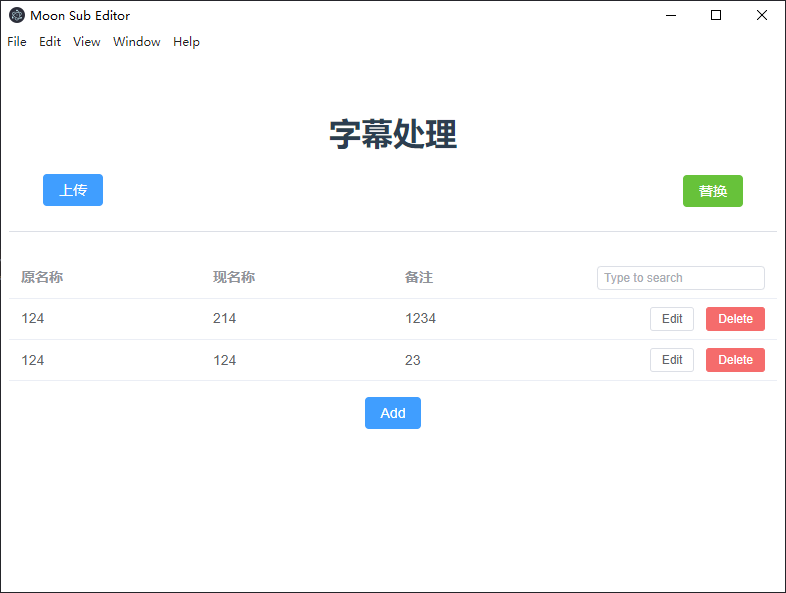 Moon Sub Editor
File Edit View Window Help
字幕处理
上传 替换
原名称 现名称 备注 Type to search
124 214 1234 Edit Delete
124 124 23 Edit Delete
Add